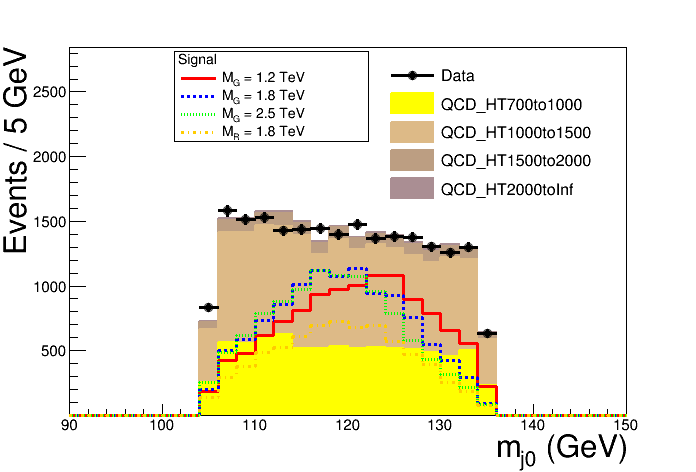 Events / 5 GeV
2500
2000
1500
1000
500
Signal
M_G = 1.2 TeV
M_G = 1.8 TeV
M_G = 2.5 TeV
M_R = 1.8 TeV
Data
QCD_HT700to1000
QCD_HT1000to1500
QCD_HT1500to2000
QCD_HT2000toInf
90 100 110 120 130 140 150
m_j0 (GeV)